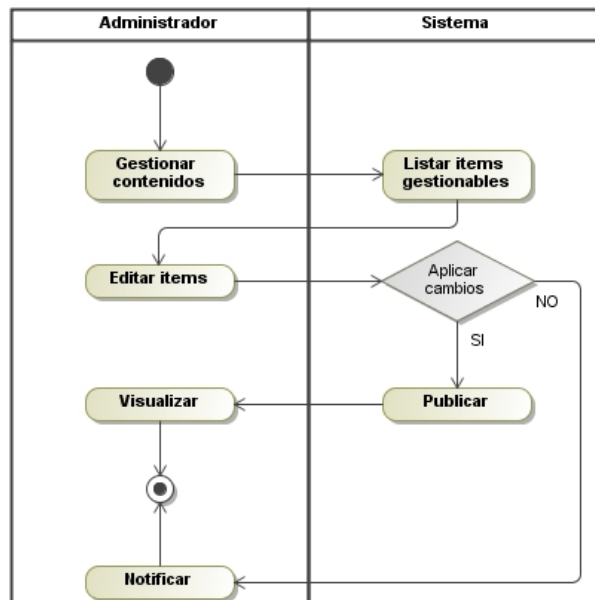 Administrador
Sistema
Gestionar
contenidos
Listar items
gestionables
Editar items
Aplicar
cambios
NO
SI
Visualizar
Publicar
Notificar